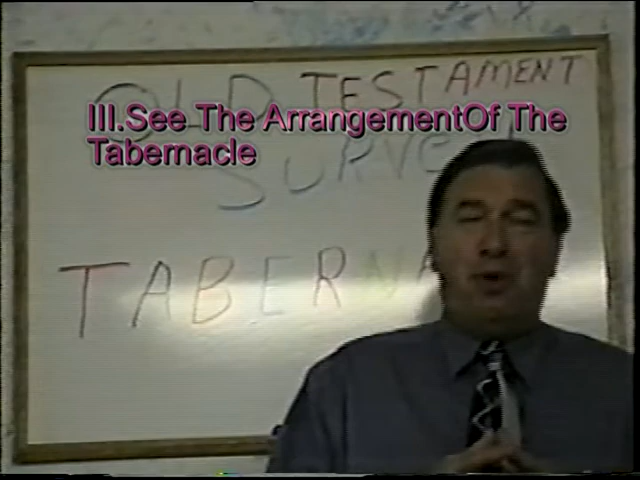 OLD TESTAMENT
III.See The ArrangementOf The
Tabernacle
SURVEY
TABERNA